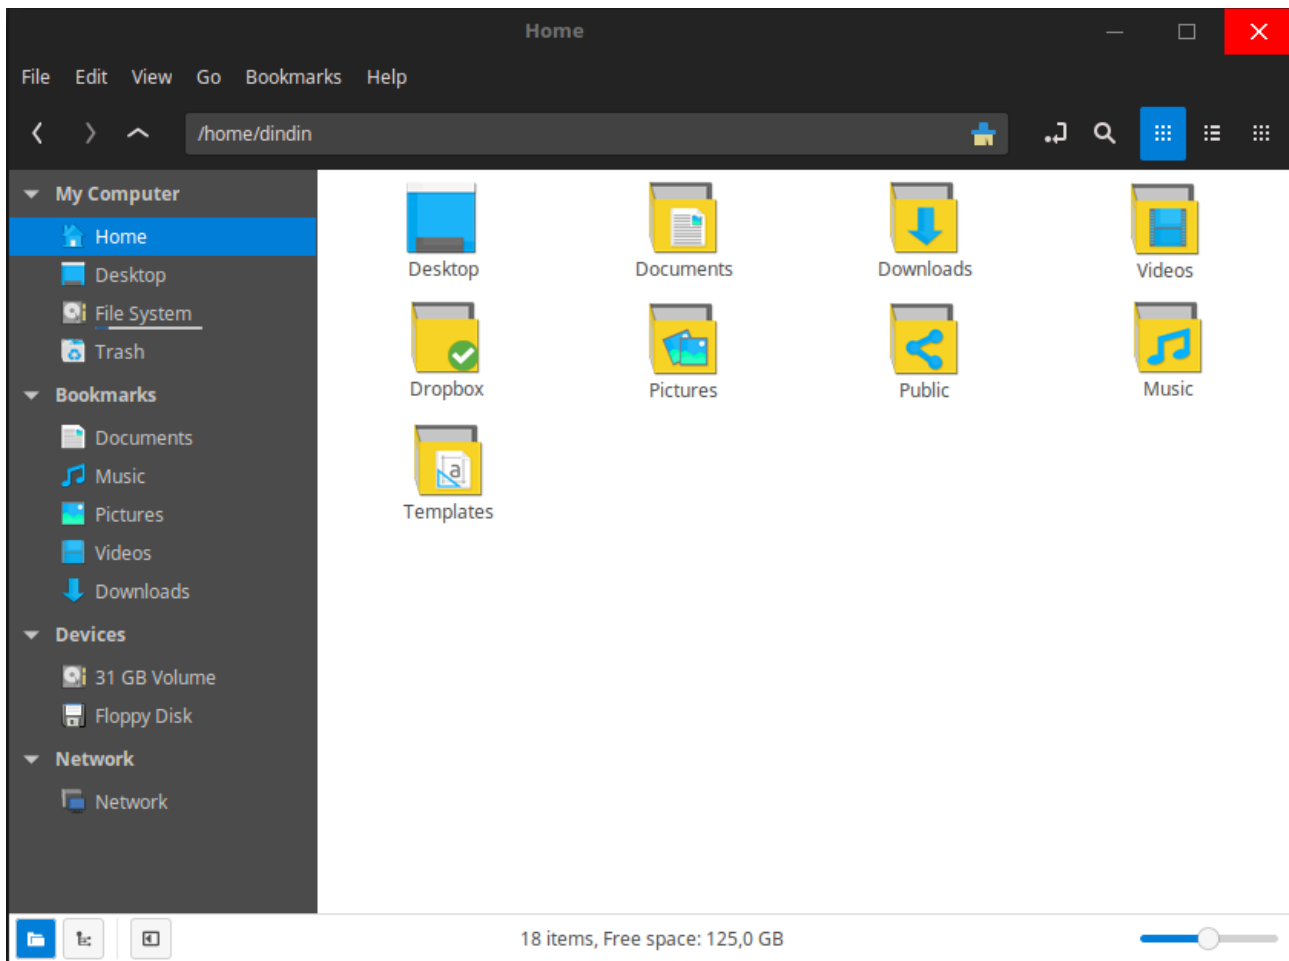 Home
File Edit View Go Bookmarks Help
/home/dindin
My Computer
Home
Desktop
File System
Trash
Bookmarks
Documents
Music
Pictures
Videos
Downloads
Devices
31 GB Volume
Floppy Disk
Network
Network
Desktop Documents Downloads Videos
Dropbox Pictures Public Music
a
Templates
18 items, Free space: 125,0 GB